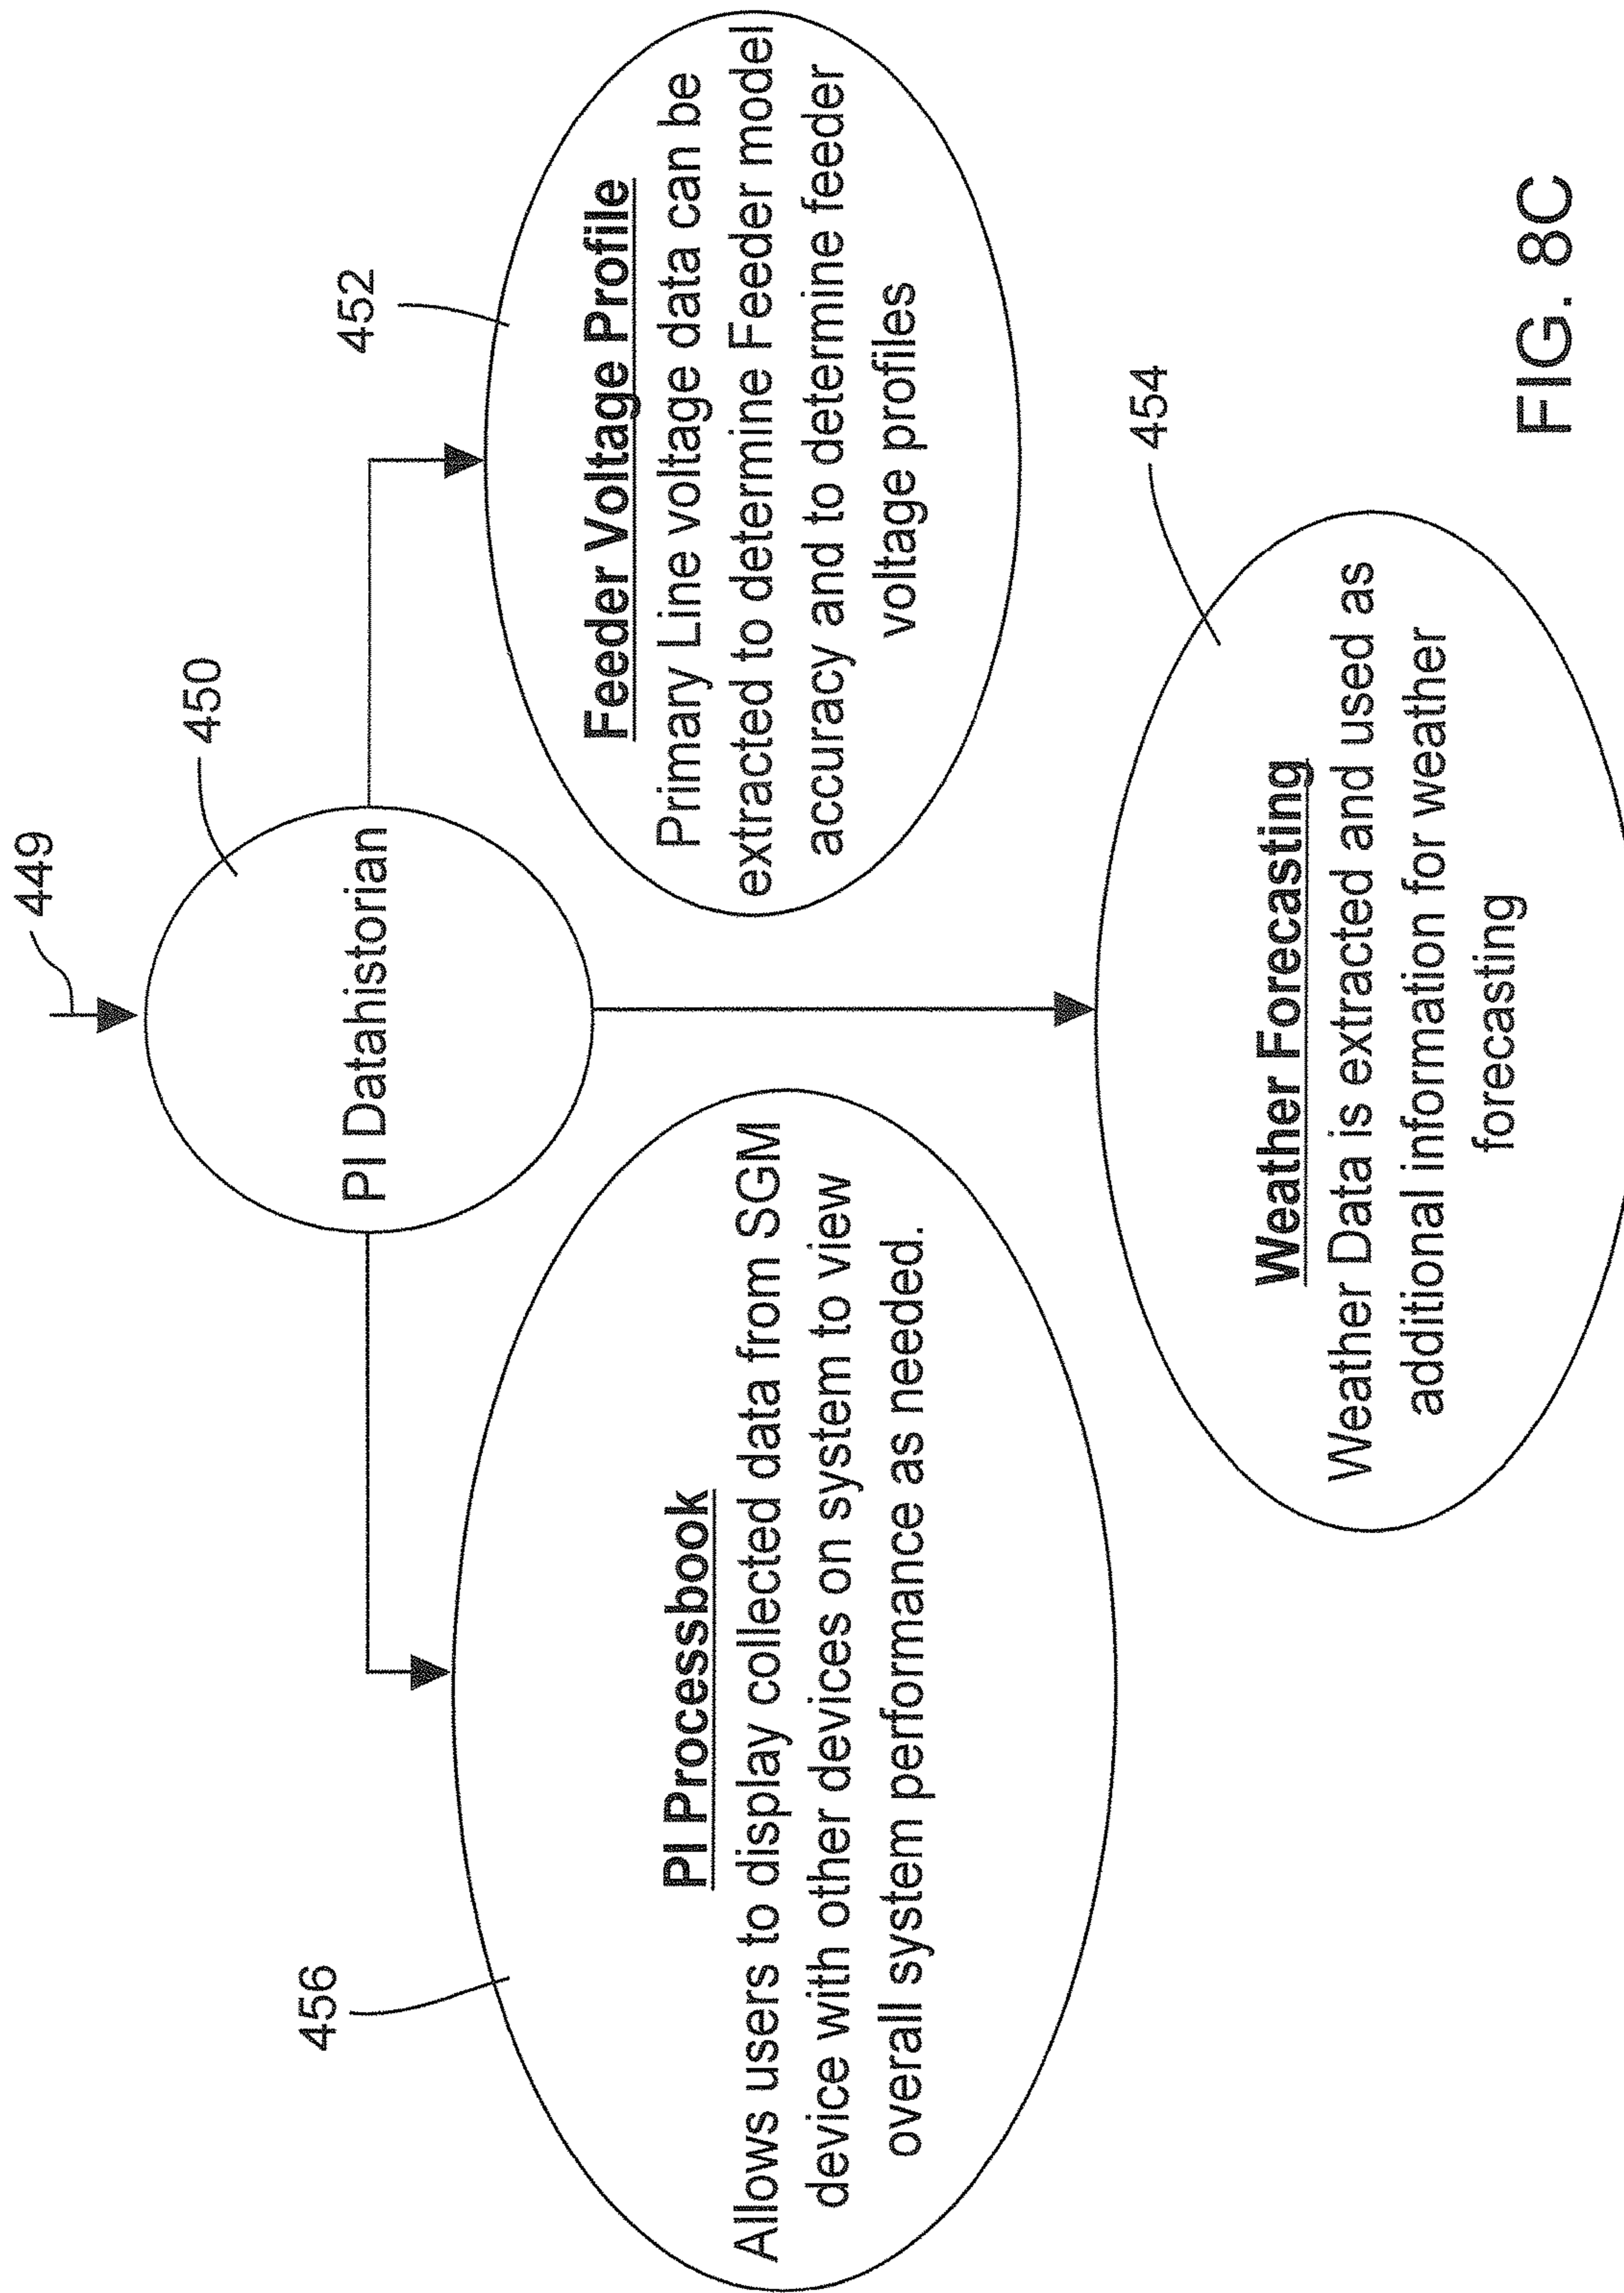 449
450
PI Datahistorian
456
PI Processbook
Allows users to display collected data from SGM
device with other devices on system to view
overall system performance as needed.
452
Feeder Voltage Profile
Primary Line voltage data can be
extracted to determine Feeder model
accuracy and to determine feeder
voltage profiles
454
Weather Forecasting
Weather Data is extracted and used as
additional information for weather
forecasting
FIG. 8C